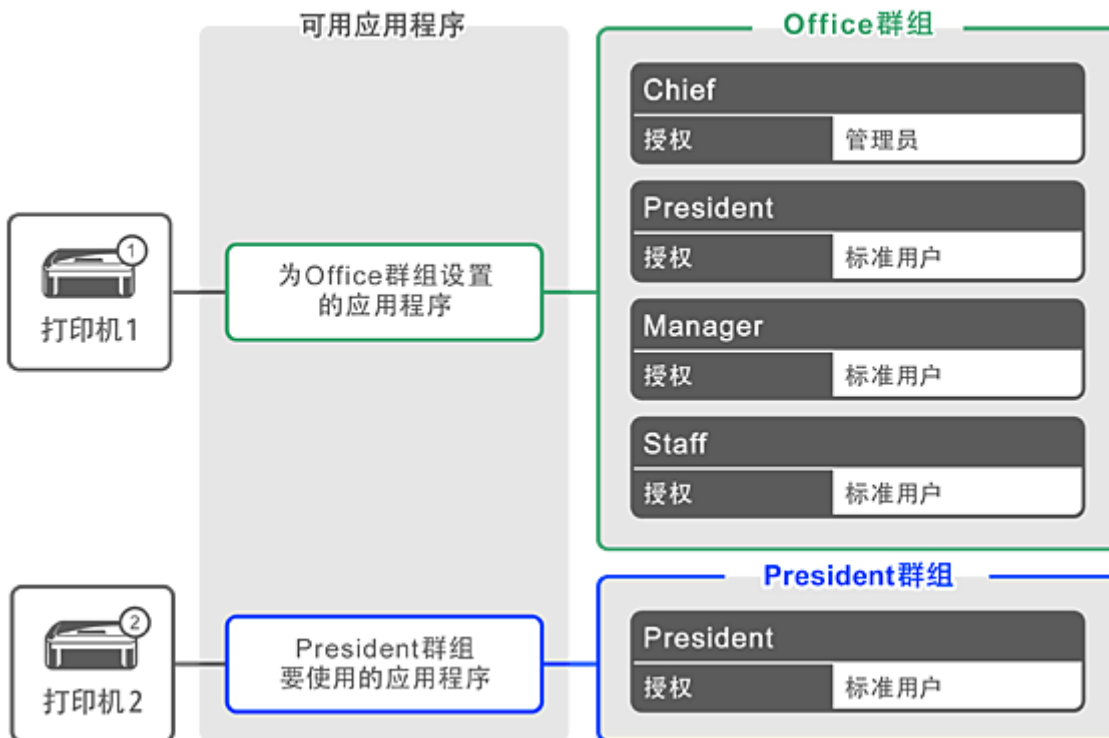 可用应用程序
Office群组
Chief
授权 管理员
President
授权 标准用户
1
打印机1
为Office群组设置
的应用程序
Manager
授权 标准用户
Staff
授权 标准用户
President群组
2
打印机2
President群组
要使用的应用程序
President
授权 标准用户